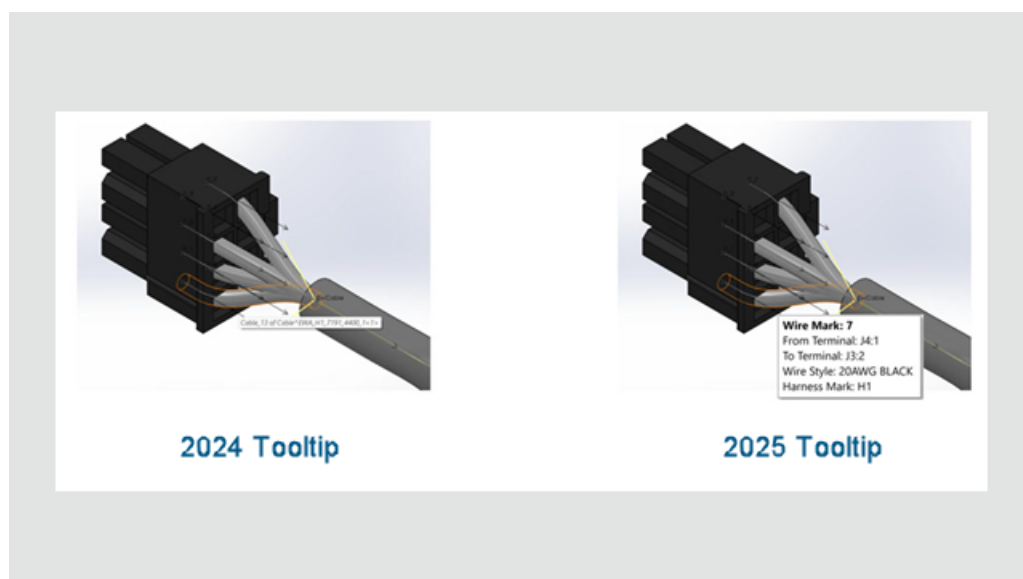 Wire Mark: 7
From Terminal: J4:1
To Terminal: J3:2
Wire Style: 20AWG BLACK
Harness Mark: H1
2024 Tooltip
2025 Tooltip